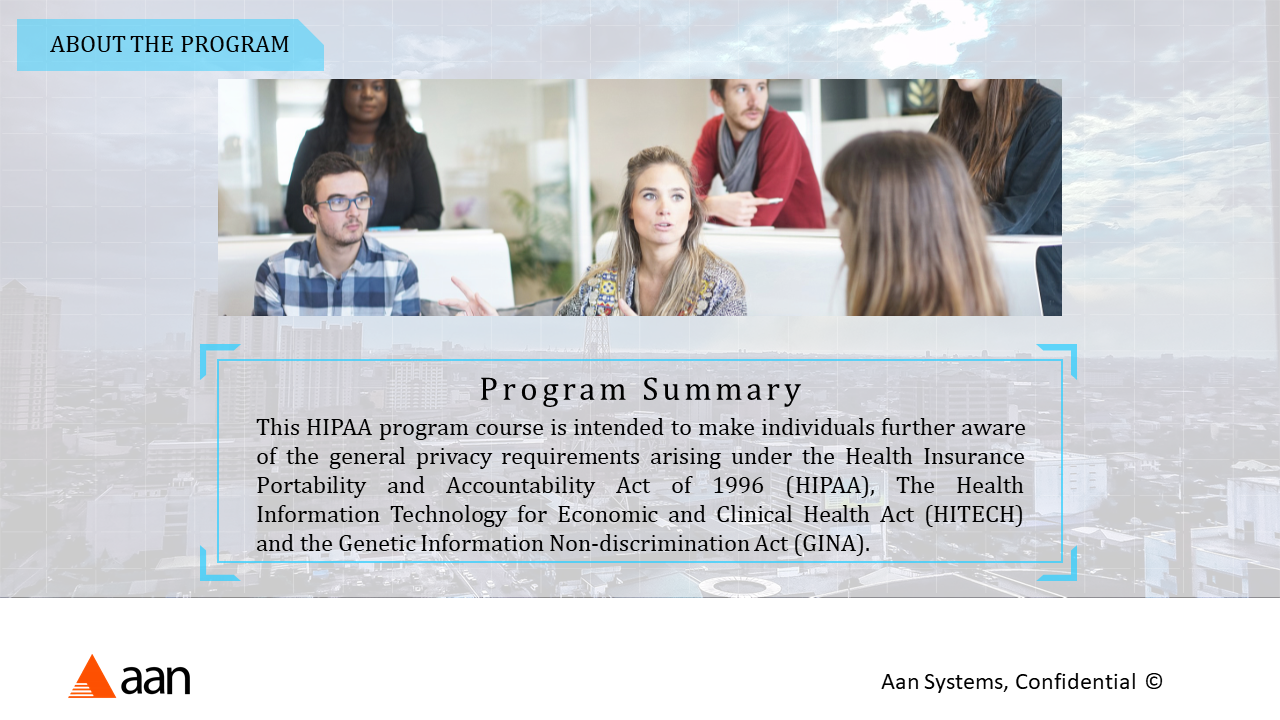 ABOUT THE PROGRAM
Program Summary
This HIPAA program course is intended to make individuals further aware
of the general privacy requirements arising under the Health Insurance
Portability and Accountability Act of 1996 (HIPAA), The Health
Information Technology for Economic and Clinical Health Act (HITECH)
and the Genetic Information Non-discrimination Act (GINA).
aan
Aan Systems, Confidential ©